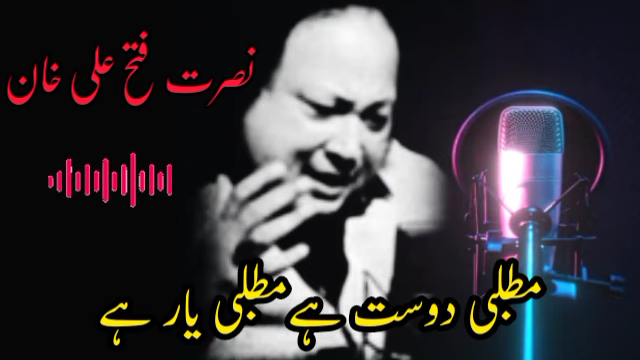 نصرت فتح علی خان
مطلبی دوست ہے مطلبی یار ہے